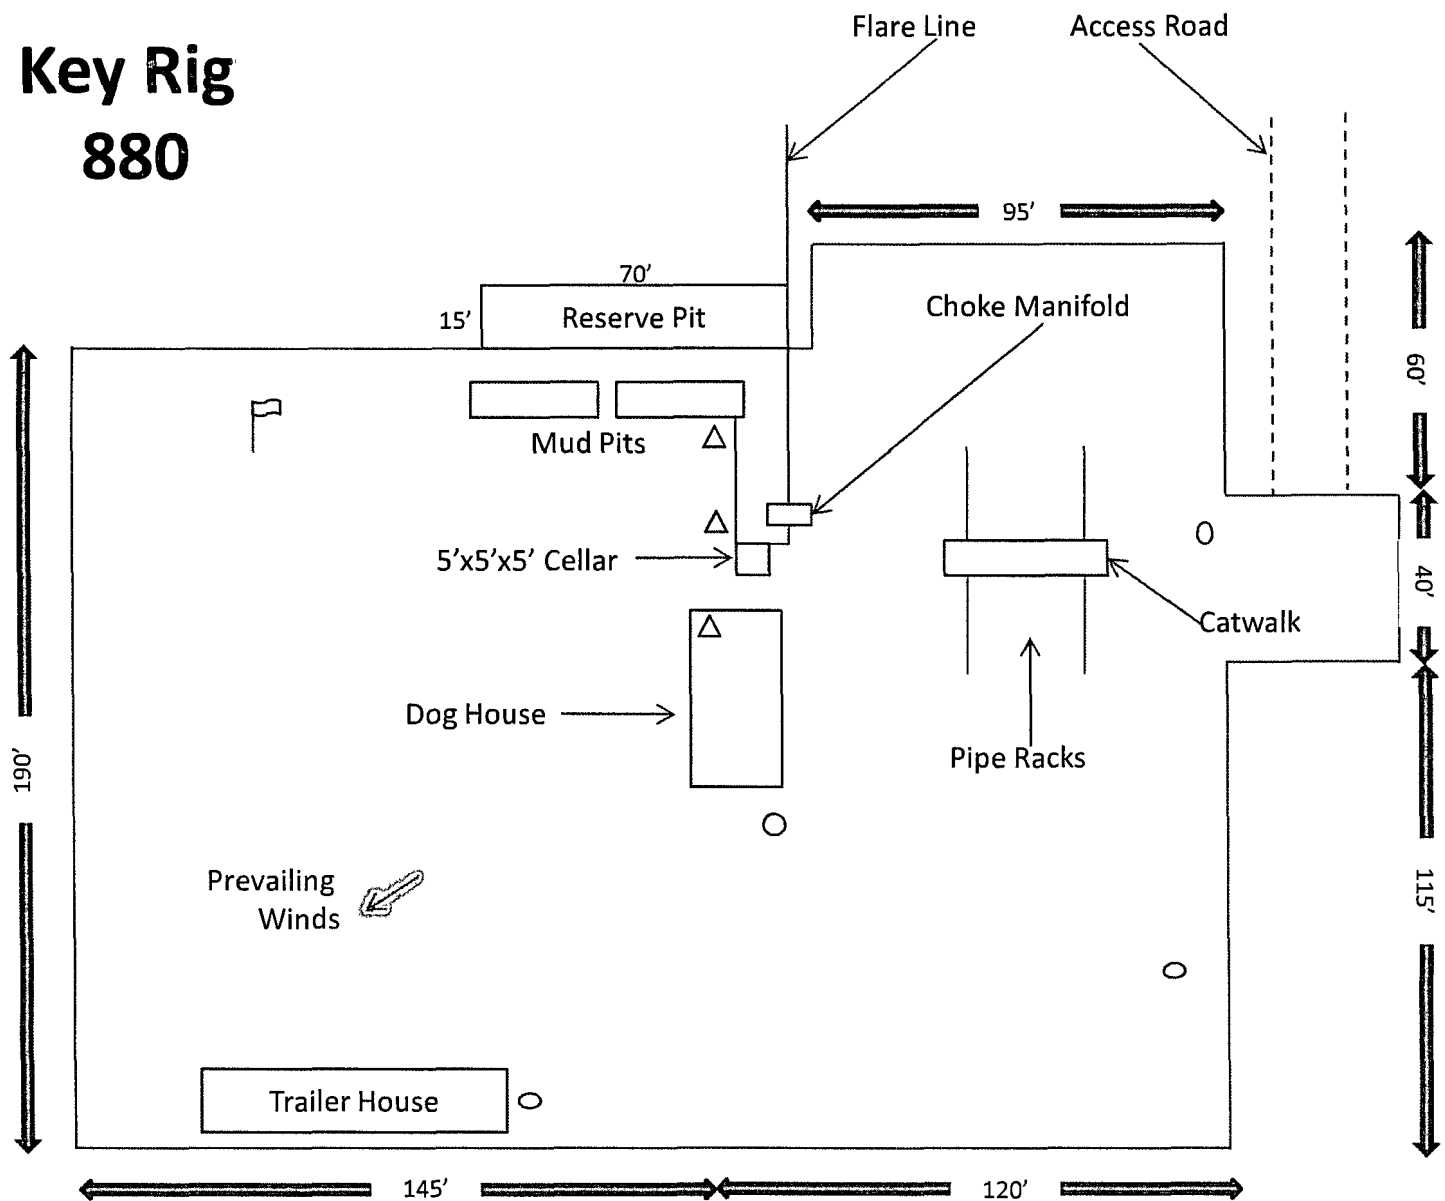 Key Rig
880
Flare Line
Access Road
95’
70’
15’
Reserve Pit
Choke Manifold
60’
Mud Pits
5’x5’x5’ Cellar
40’
Catwalk
Dog House
Pipe Racks
190’
Prevailing
Winds
115’
Trailer House
145’
120’